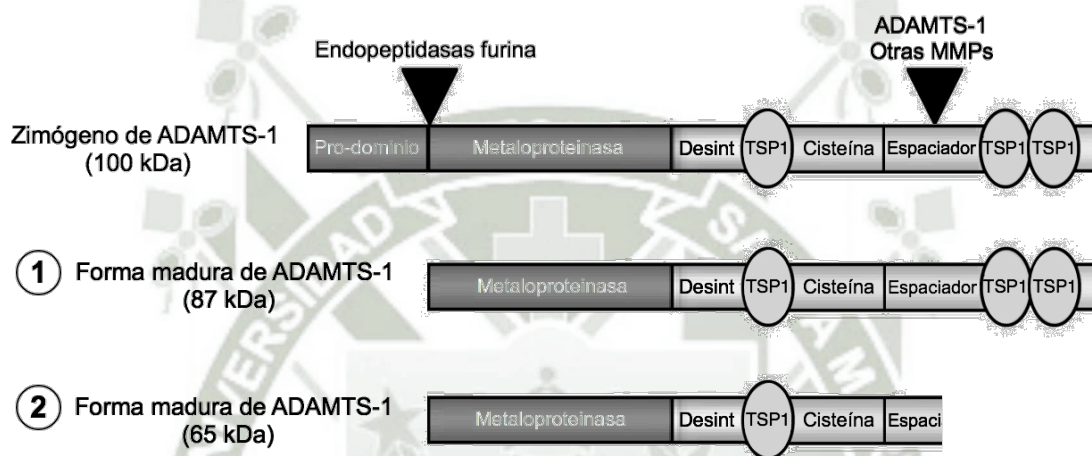 Endopeptidasas furina
ADAMTS-1
Otras MMPs
Zimógeno de ADAMTS-1
(100 kDa)
Pro-dominio Metaloproteinasa Desint TSP1 Cisteína Espaciador TSP1 TSP1
1 Forma madura de ADAMTS-1
(87 kDa)
Metaloproteinasa Desint TSP1 Cisteína Espaciador TSP1 TSP1
2 Forma madura de ADAMTS-1
(65 kDa)
Metaloproteinasa Desint TSP1 Cisteína Espaci